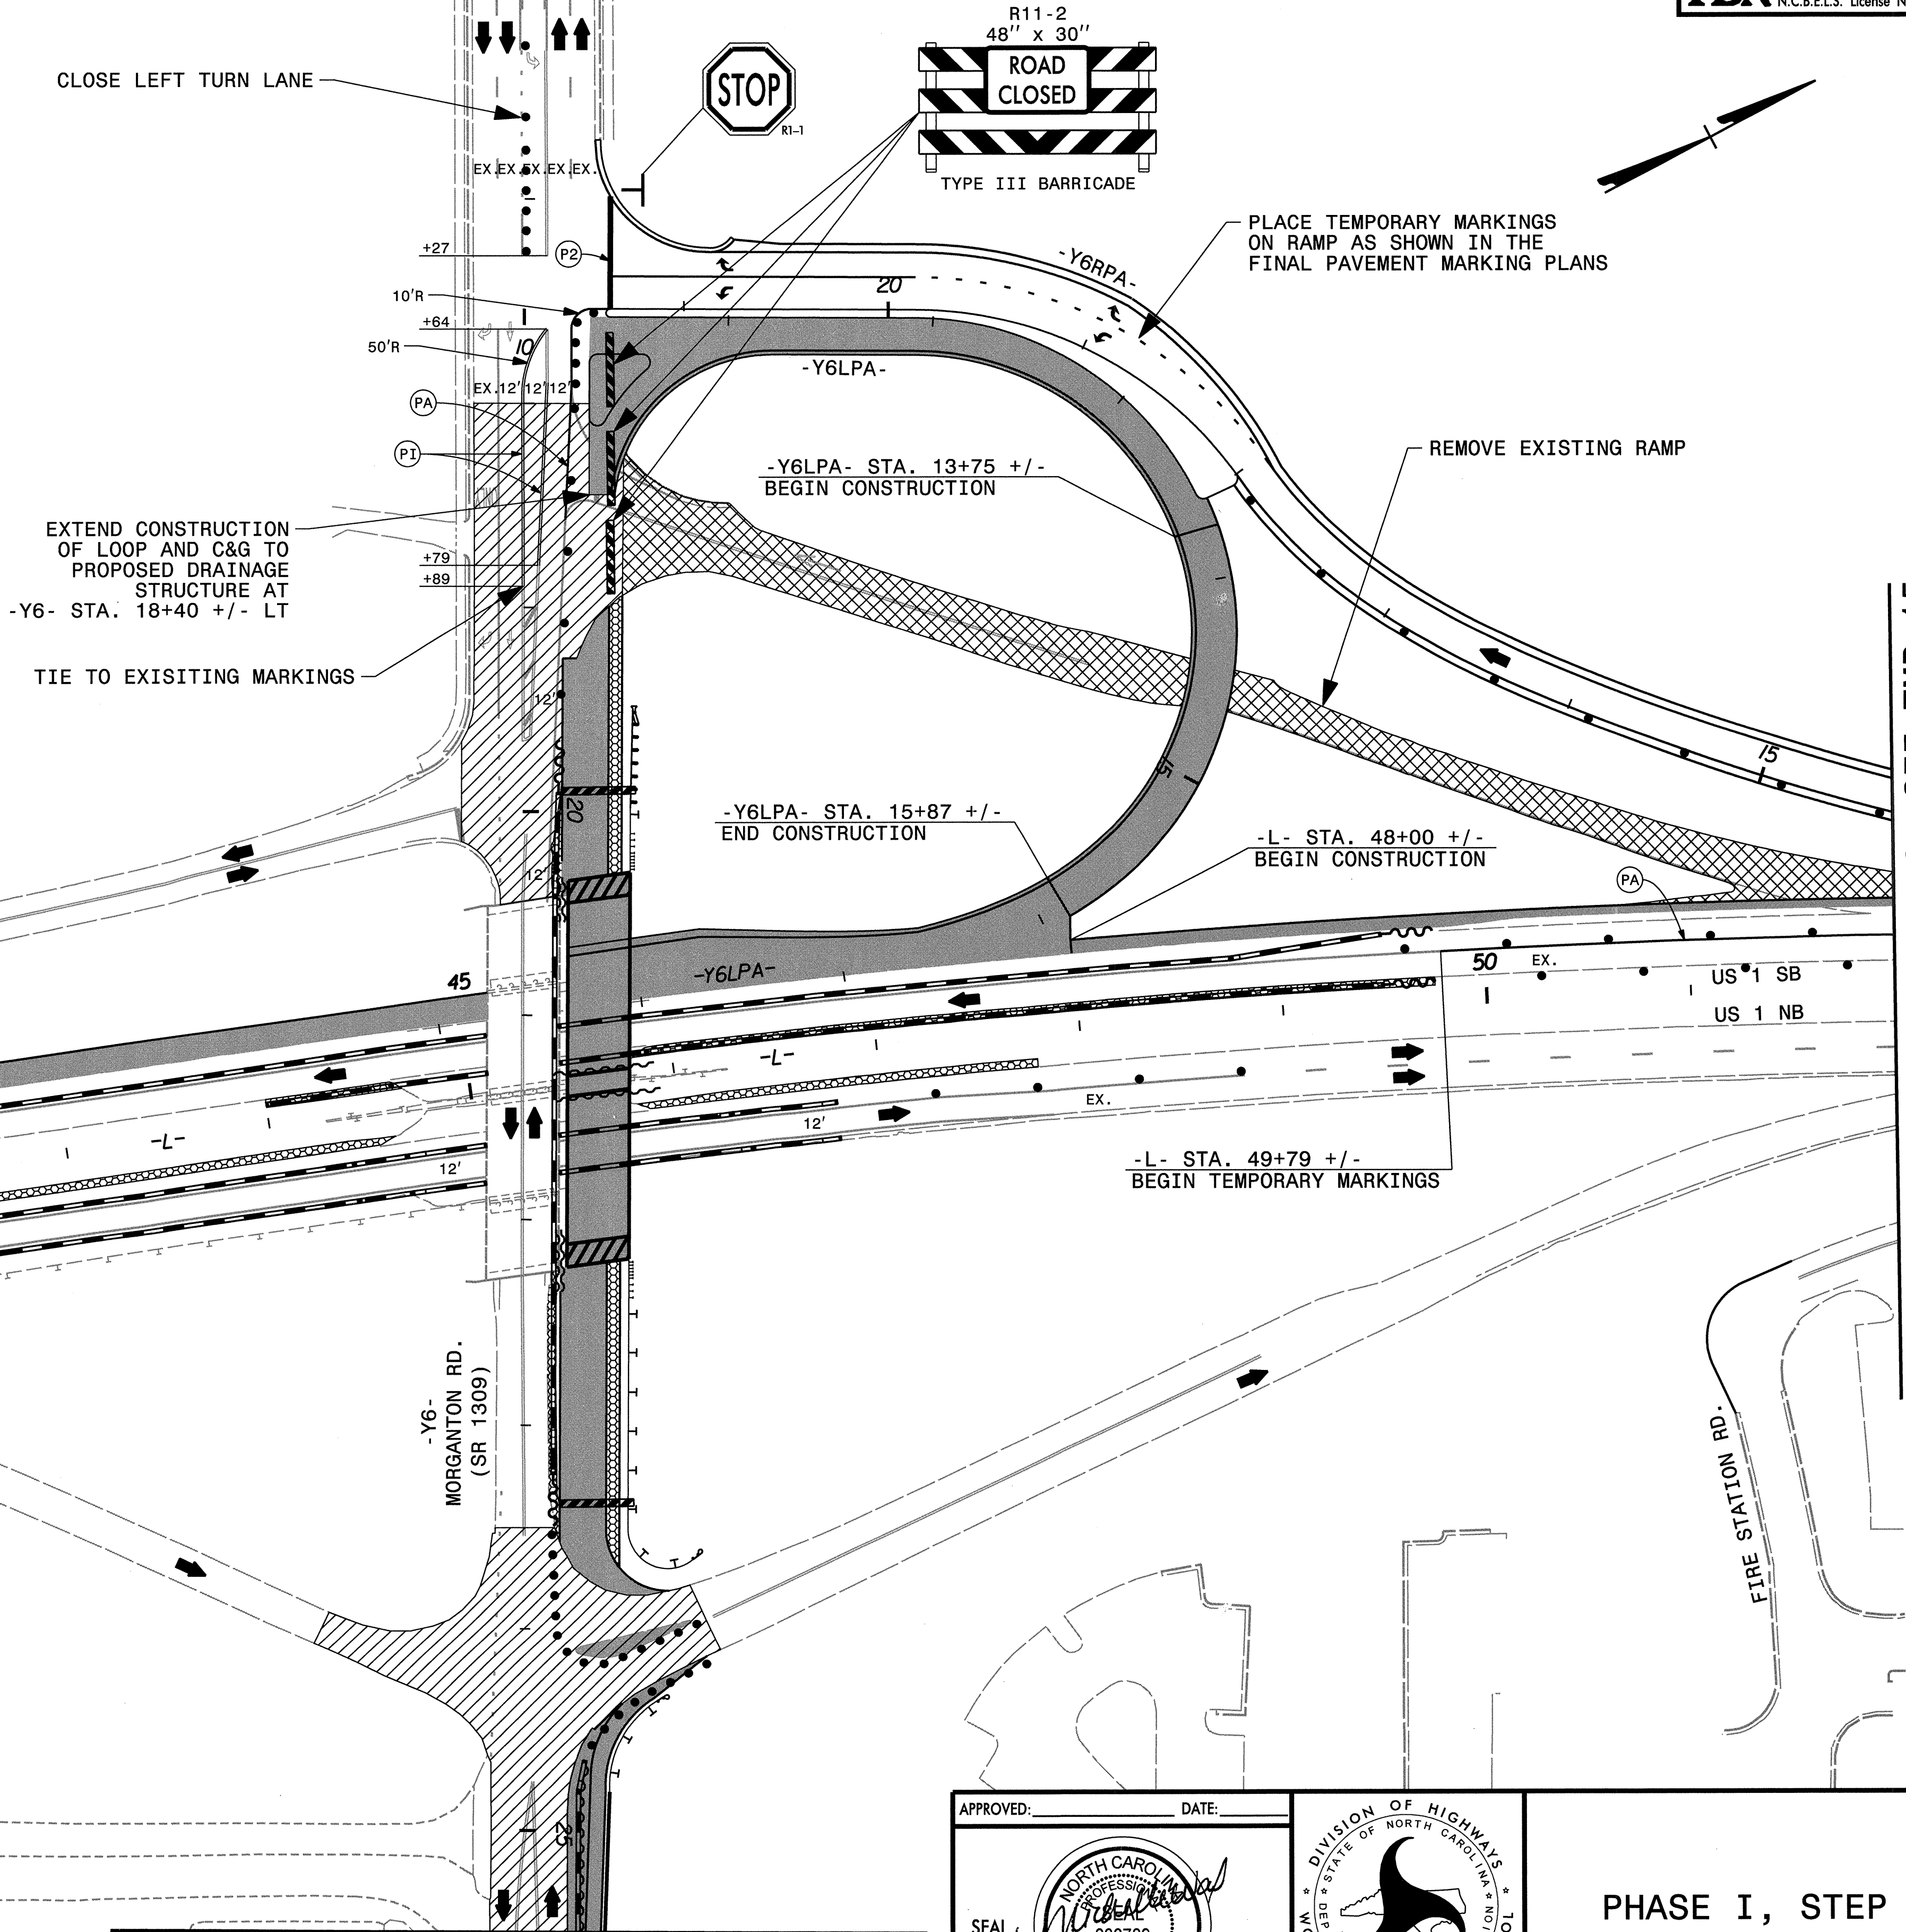 N.C.B.E.L.S. License
R11-2
48" x 30"
ROAD
CLOSED
TYPE III BARRICADE
STOP
R1-1
CLOSE LEFT TURN LANE
EX.EX.EX.EX.EX.
+27
P2
10'R
+64
50'R
10
EX.12'12'12'
PA
PI
PLACE TEMPORARY MARKINGS
ON RAMP AS SHOWN IN THE
FINAL PAVEMENT MARKING PLANS
-Y6RPA-
20
-Y6LPA-
REMOVE EXISTING RAMP
-Y6LPA- STA. 13+75 +/-
BEGIN CONSTRUCTION
EXTEND CONSTRUCTION
OF LOOP AND C&G TO
PROPOSED DRAINAGE
STRUCTURE AT
-Y6- STA. 18+40 +/- LT
+79
+89
TIE TO EXISITING MARKINGS
12'
15
15
20
-Y6LPA- STA. 15+87 +/-
END CONSTRUCTION
-L- STA. 48+00 +/-
BEGIN CONSTRUCTION
12'
PA
45
-Y6LPA-
50
EX.
US 1 SB
US 1 NB
-L-
-L-
EX.
12'
12'
-L- STA. 49+79 +/-
BEGIN TEMPORARY MARKINGS
-Y6-
MORGANTON RD.
(SR 1309)
FIRE STATION RD.
25
APPROVED: DATE:
DIVISION OF HIGHWAYS
STATE OF NORTH CAROLINA
NORTH CAROLINA
PROFESSIONAL
SEAL
SEAL
PHASE I, STEP